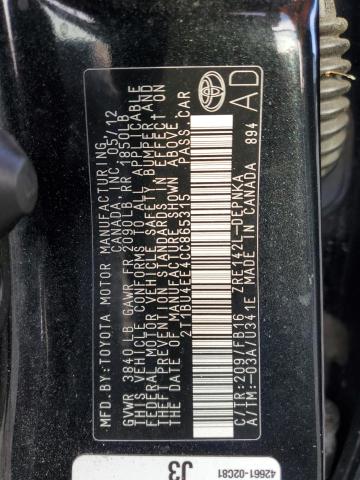 MFD.BY:TOYOTA MOTOR MANUFACTURING
CANADA INC. 05/12
GVWR 3840 LB GAWR FR 2090 LB RR 1850LB
THIS VEHICLE CONFORMS TO ALL APPLICABLE
FEDERAL MOTOR VEHICLE SAFETY BUMPER AND
THEFT PREVENTION STANDARDS IN EFFECT ON
THE DATE OF MANUFACTURE SHOWN ABOVE
2T1BU4EE4CC865315 PASS CAR
C/TR:209/FB16 ZRE142L-DEPNKA
A/TM:-03A/U341E MADE IN CANADA 894
AD
J3
42661-02C81